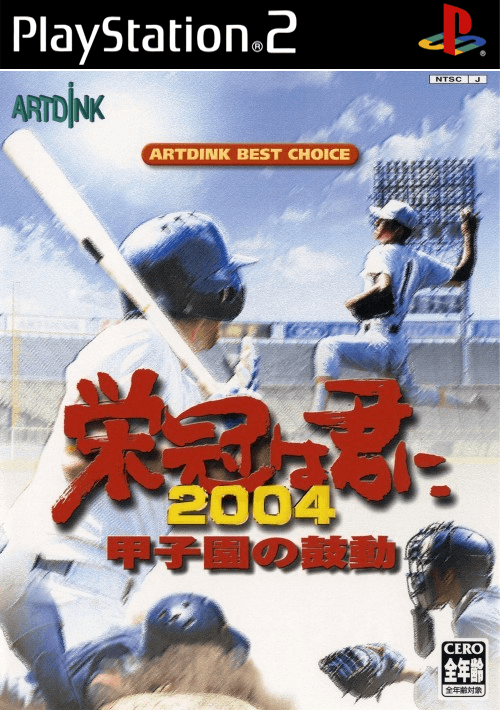 PlayStation®2
®
NTSC J
ARTDINK
ARTDINK BEST CHOICE
栄冠は君に
2004
甲子園の鼓動
CERO
全年齢
全年齢対象